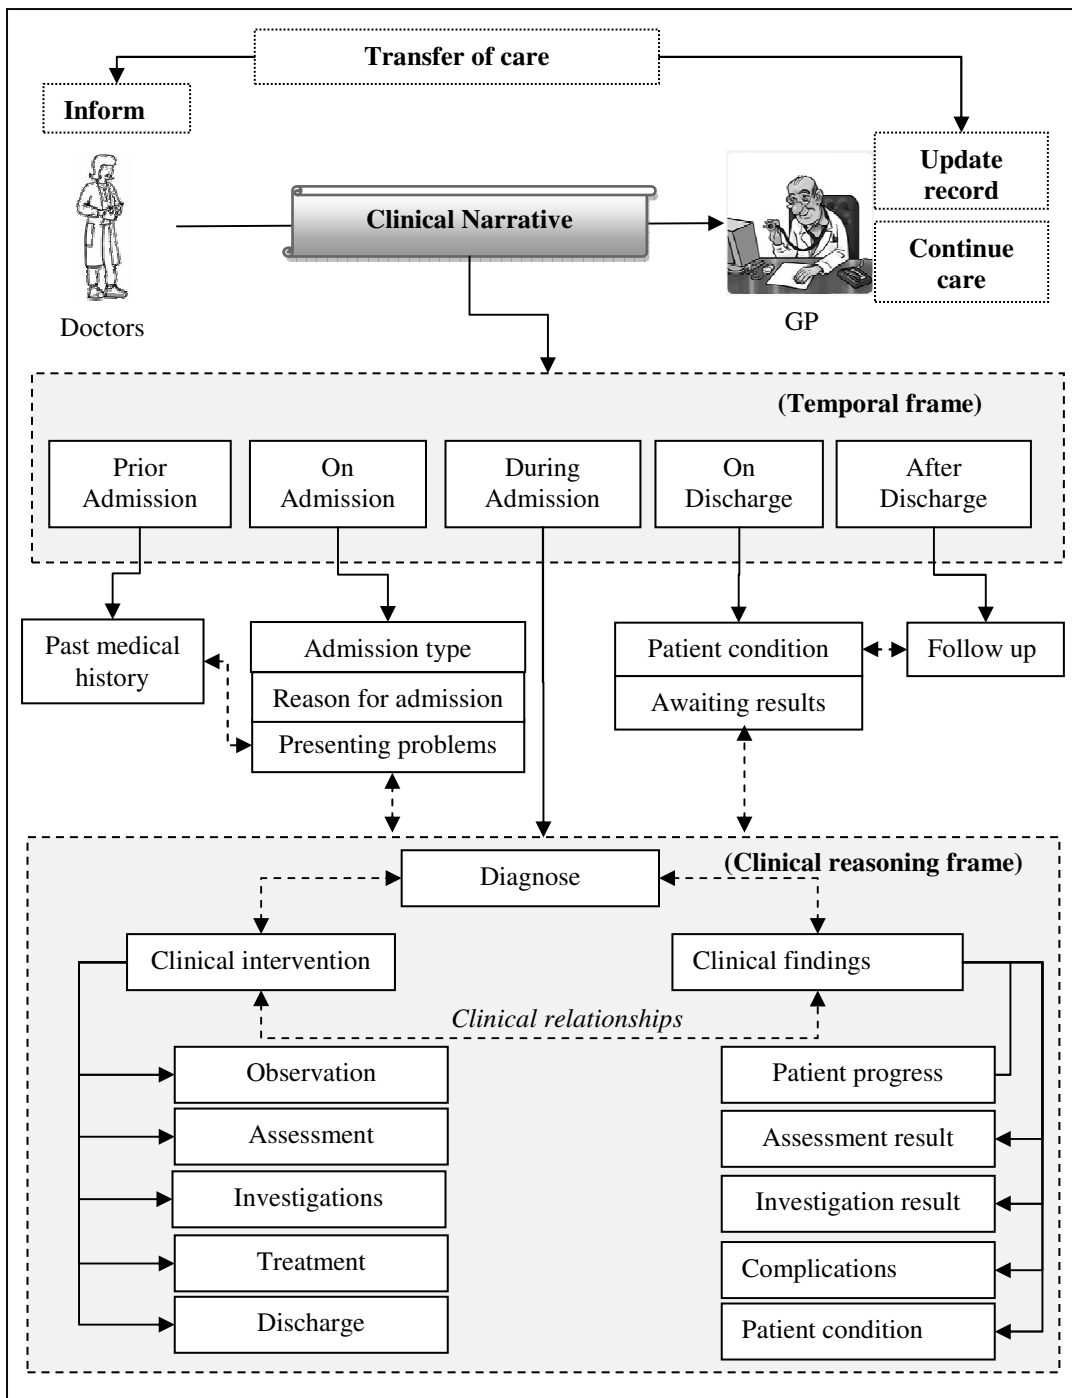 Transfer of care
Inform
Update
record
Clinical Narrative
Continue
care
Doctors
GP
(Temporal frame)
Prior
Admission
On
Admission
During
Admission
On
Discharge
After
Discharge
Past medical
history
Admission type
Reason for admission
Presenting problems
Patient condition
Awaiting results
Follow up
(Clinical reasoning frame)
Diagnose
Clinical intervention
Clinical findings
Clinical relationships
Observation
Assessment
Investigations
Treatment
Discharge
Patient progress
Assessment result
Investigation result
Complications
Patient condition